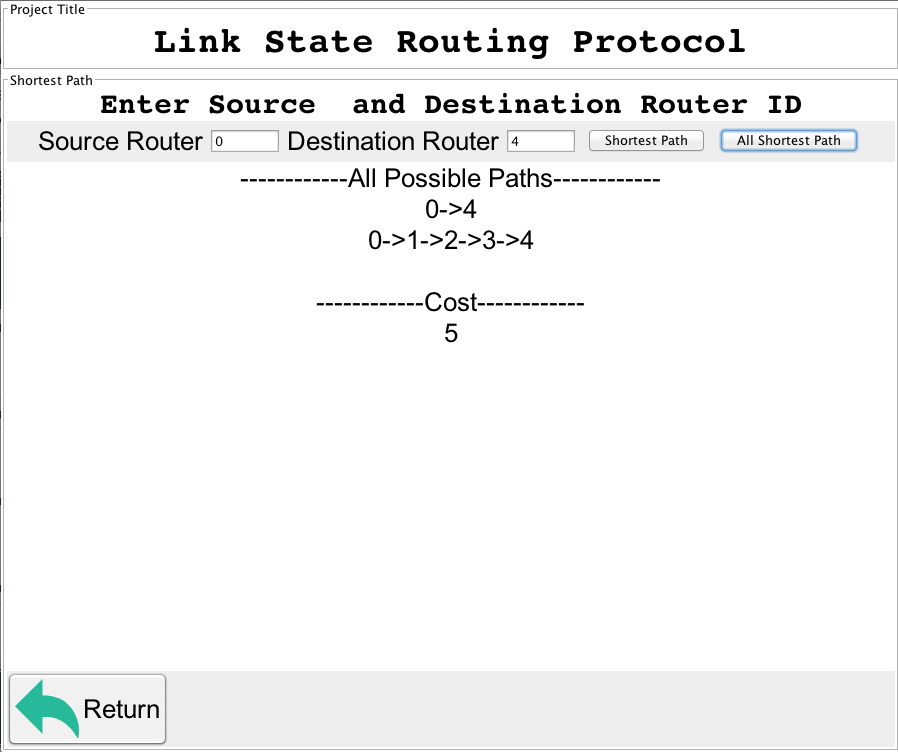 Project Title
Link State Routing Protocol
Shortest Path
Enter Source  and Destination Router ID
Source Router 0 Destination Router 4 Shortest Path All Shortest Path
------------All Possible Paths------------
0->4
0->1->2->3->4
------------Cost------------
5
Return